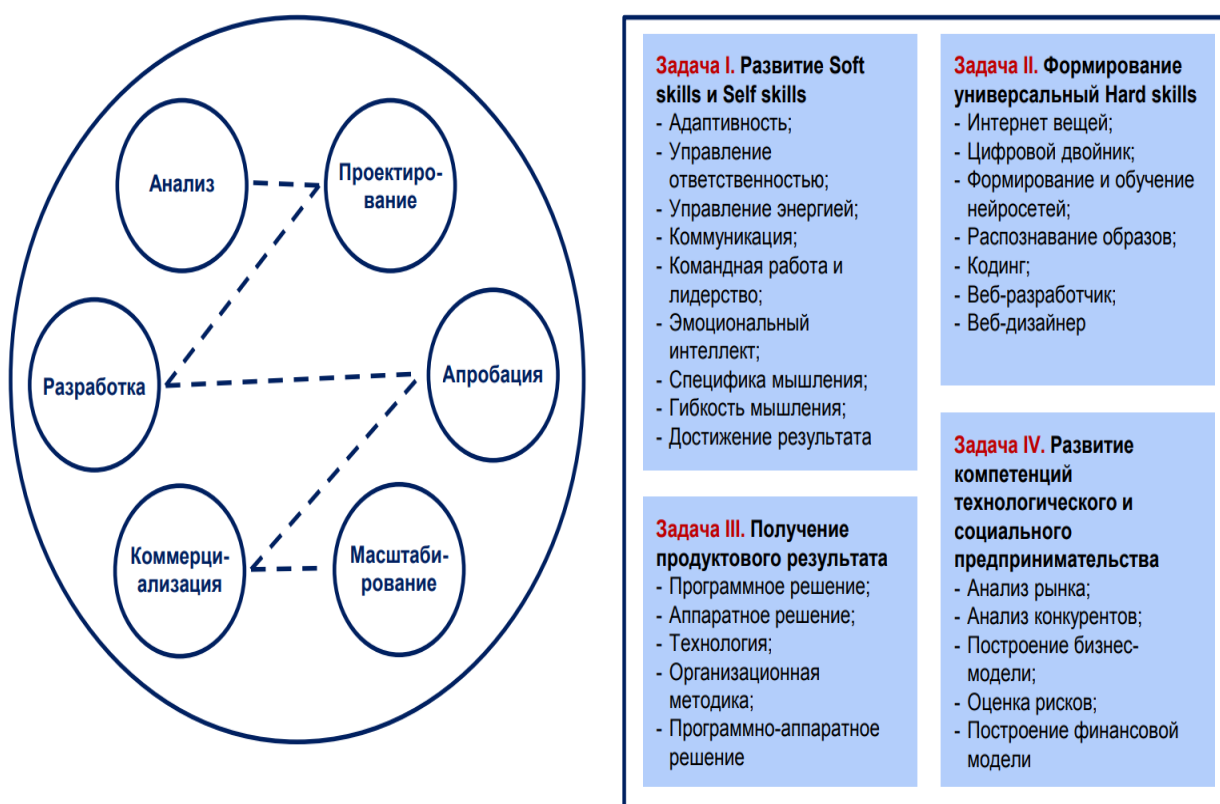 Анализ
Проектиро-
вание
Разработка
Апробация
Коммерци-
ализация
Масштаби-
рование
Задача I. Развитие Soft
skills и Self skills
- Адаптивность;
- Управление
ответственностью;
- Управление энергией;
- Коммуникация;
- Командная работа и
лидерство;
- Эмоциональный
интеллект;
- Специфика мышления;
- Гибкость мышления;
- Достижение результата
Задача II. Формирование
универсальный Hard skills
- Интернет вещей;
- Цифровой двойник;
- Формирование и обучение
нейросетей;
- Распознавание образов;
- Кодинг;
- Веб-разработчик;
- Веб-дизайнер
Задача III. Получение
продуктового результата
- Программное решение;
- Аппаратное решение;
- Технология;
- Организационная
методика;
- Программно-аппаратное
решение
Задача IV. Развитие
компетенций
технологического и
социального
предпринимательства
- Анализ рынка;
- Анализ конкурентов;
- Построение бизнес-
модели;
- Оценка рисков;
- Построение финансовой
модели